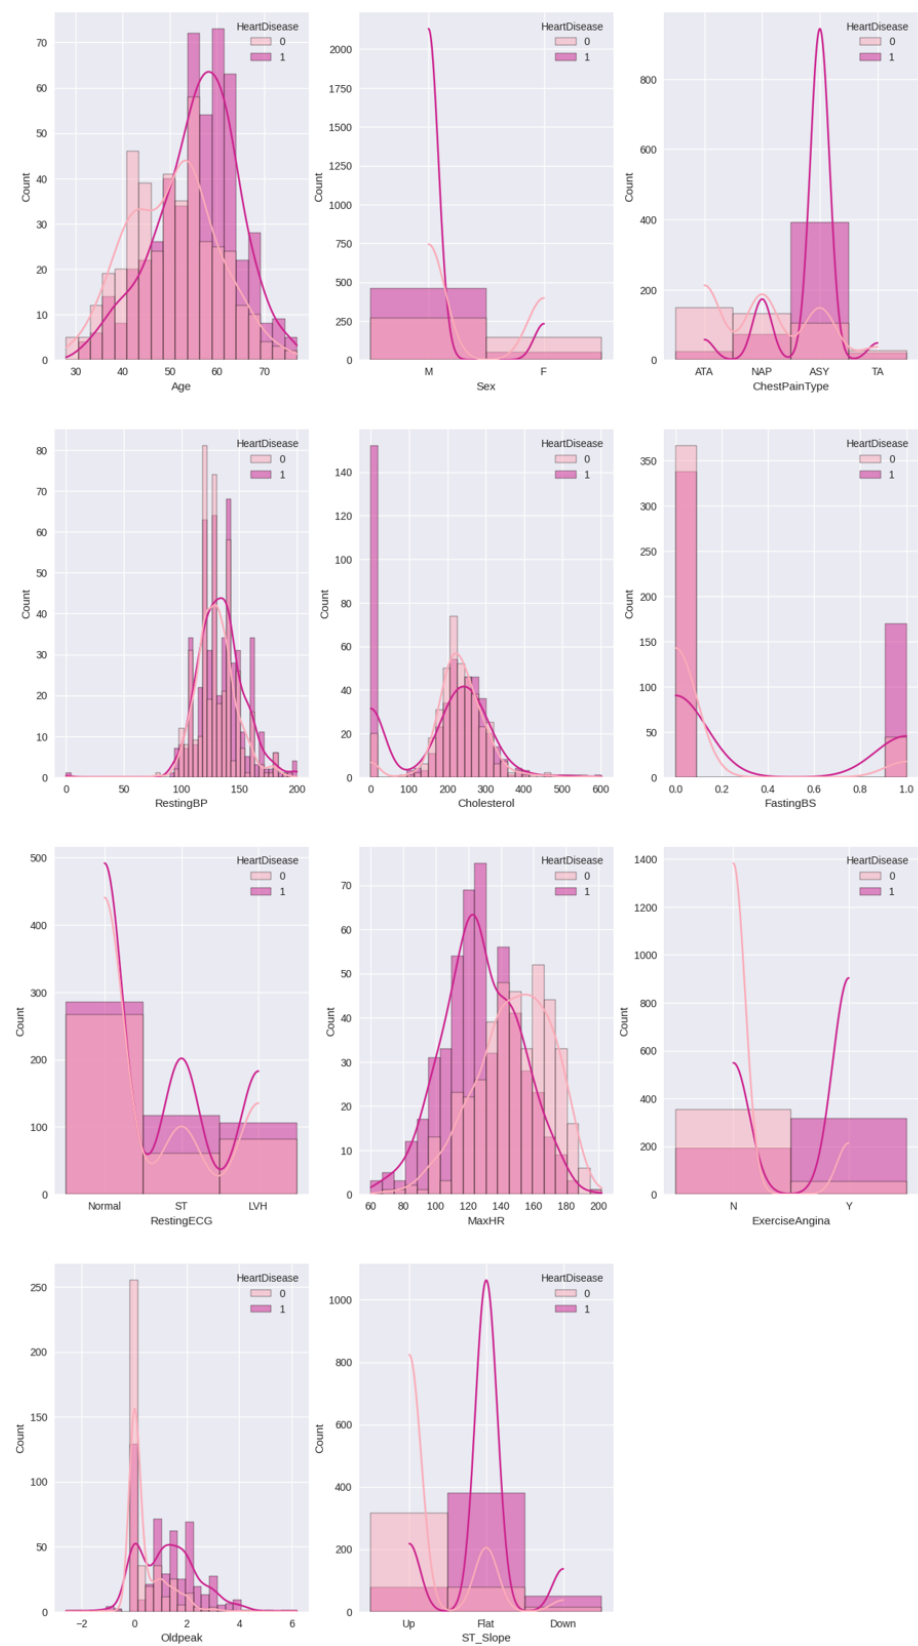 HeartDisease
0
1
70
60
50
40
30
20
10
0
Count
30 40 50 60 70
Age
HeartDisease
0
1
2000
1750
1500
1250
1000
750
500
250
0
Count
M F
Sex
HeartDisease
0
1
800
600
400
200
0
Count
ATA NAP ASY TA
ChestPainType
HeartDisease
0
1
80
70
60
50
40
30
20
10
0
Count
0 50 100 150 200
RestingBP
HeartDisease
0
1
140
120
100
80
60
40
20
0
Count
0 100 200 300 400 500 600
Cholesterol
HeartDisease
0
1
350
300
250
200
150
100
50
0
Count
0.0 0.2 0.4 0.6 0.8 1.0
FastingBS
HeartDisease
0
1
500
400
300
200
100
0
Count
Normal ST LVH
RestingECG
HeartDisease
0
1
70
60
50
40
30
20
10
0
Count
60 80 100 120 140 160 180 200
MaxHR
HeartDisease
0
1
1400
1200
1000
800
600
400
200
0
Count
N Y
ExerciseAngina
HeartDisease
0
1
250
200
150
100
50
0
Count
−2 0 2 4 6
Oldpeak
HeartDisease
0
1
1000
800
600
400
200
0
Count
Up Flat Down
ST_Slope